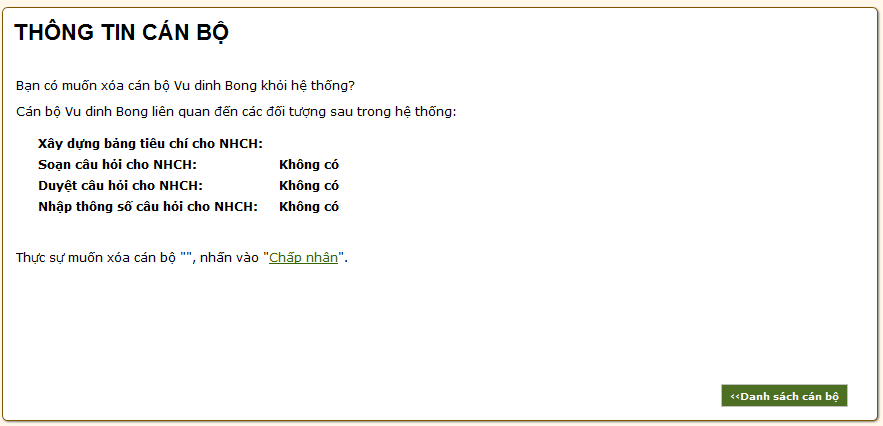 THÔNG TIN CÁN BỘ
Bạn có muốn xóa cán bộ Vu dinh Bong khỏi hệ thống?
Cán bộ Vu dinh Bong liên quan đến các đối tượng sau trong hệ thống:
Xây dựng bảng tiêu chí cho NHCH:
Soạn câu hỏi cho NHCH: Không có
Duyệt câu hỏi cho NHCH: Không có
Nhập thông số câu hỏi cho NHCH: Không có
Thực sự muốn xóa cán bộ "", nhấn vào "Chấp nhân".
<<Danh sách cán bộ